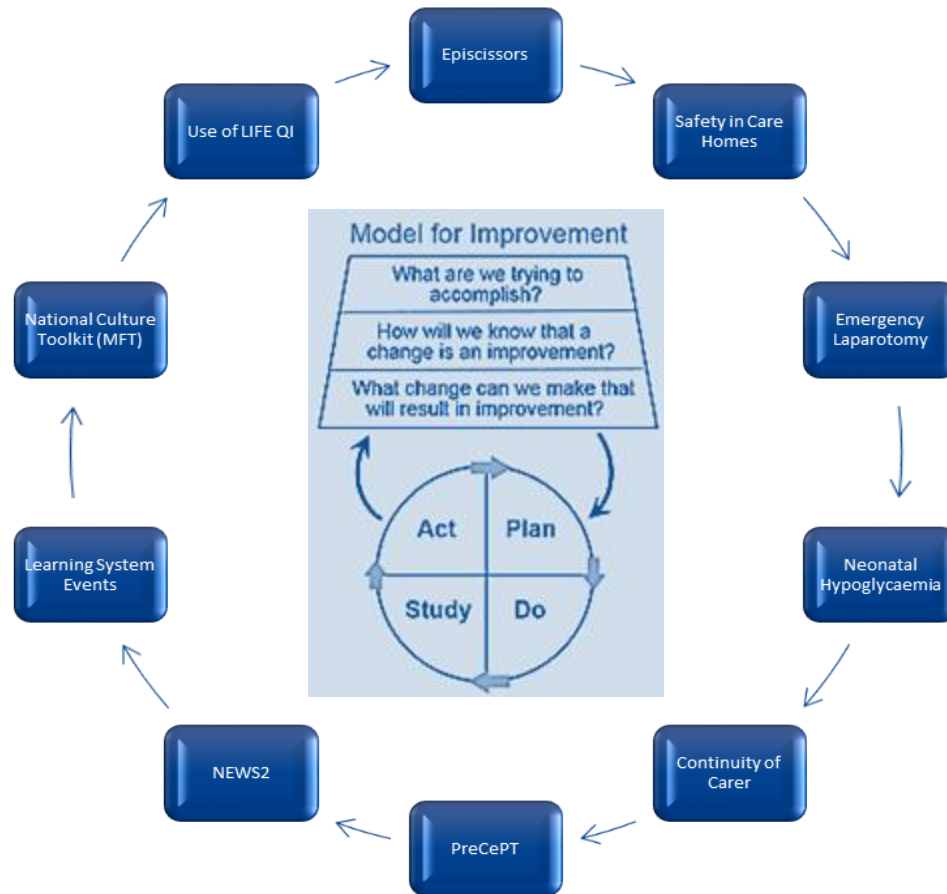 Episcissors
Safety in Care
Homes
Emergency
Laparotomy
Neonatal
Hypoglycaemia
Continuity of
Carer
PreCePT
NEWS2
Learning System
Events
National Culture
Toolkit (MFT)
Use of LIFE QI
Model for Improvement
What are we trying to
accomplish?
How will we know that a
change is an improvement?
What change can we make that
will result in improvement?
Act
Plan
Study
Do